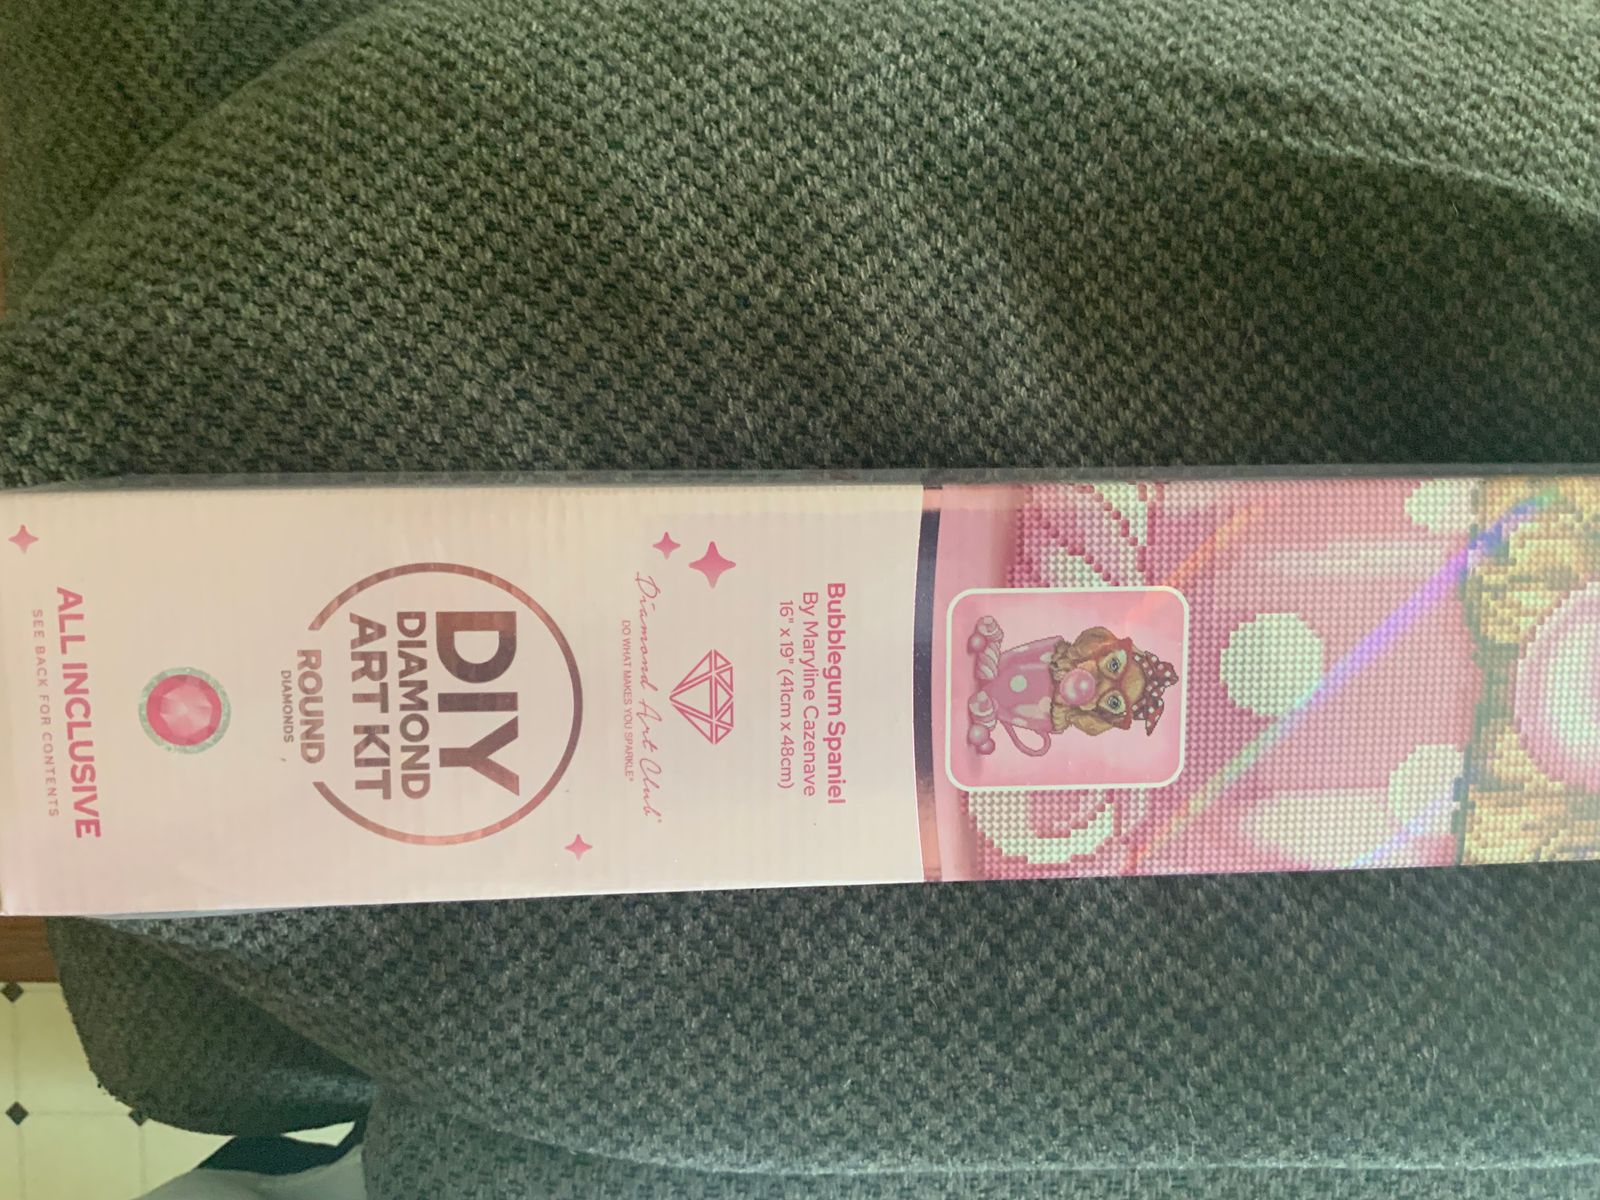 Bubblegum Spaniel
By Maryline Cazenave
16" x 19" (41cm x 48cm)
Diamond Art Club®
DO WHAT MAKES YOU SPARKLE®
DIY
DIAMOND
ART KIT
ROUND
DIAMONDS
ALL INCLUSIVE
SEE BACK FOR CONTENTS